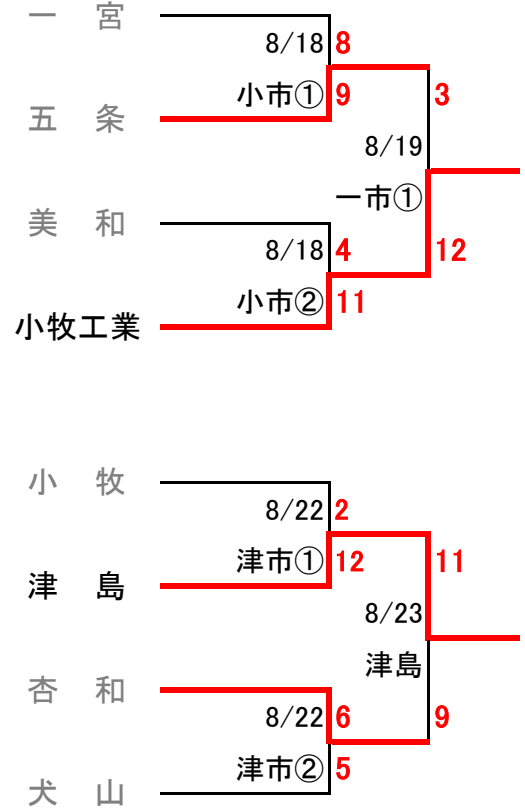 一　宮
8/18 8
小市① 9
3
五　条
8/19
一市①
美　和
8/18 4
12
小市② 11
小牧工業
小　牧
8/22 2
津市① 12
11
津　島
8/23
津島
杏　和
8/22 6
9
津市② 5
犬　山